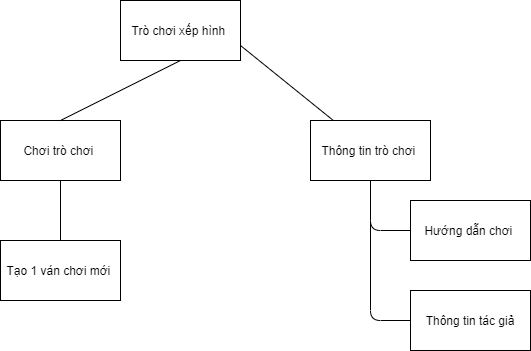 Trò chơi xếp hình
Chơi trò chơi
Thông tin trò chơi
Tạo 1 ván chơi mới
Hướng dẫn chơi
Thông tin tác giả